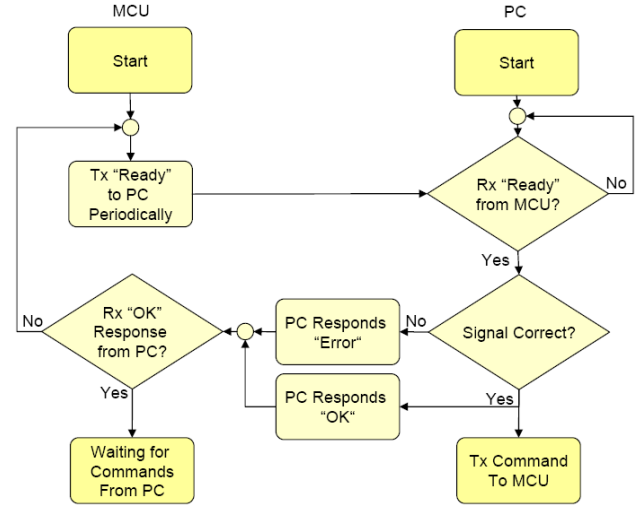 MCU
PC
Start
Start
Tx “Ready”
to PC
Periodically
Rx “Ready”
from MCU?
No
Yes
No
Rx “OK”
Response
from PC?
PC Responds
“Error“
No
Signal Correct?
Yes
PC Responds
“OK“
Yes
Waiting for
Commands
From PC
Tx Command
To MCU